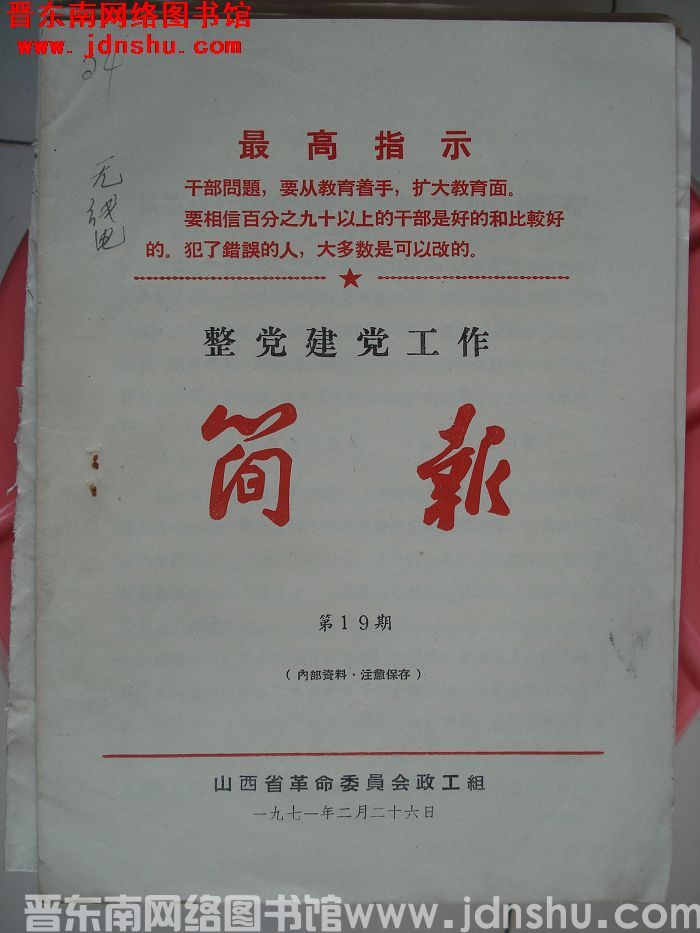 晋东南网络图书馆
www.jdnshu.com
24
无线电
最高指示
干部問題，要从教育着手，扩大教育面。
要相信百分之九十以上的干部是好的和比較好
的。犯了錯誤的人，大多数是可以改的。
整党建党工作
简报
第19期
（内部資料·注意保存）
山西省革命委員会政工組
一九七一年二月二十六日
晋东南网络图书馆www.jdnshu.com